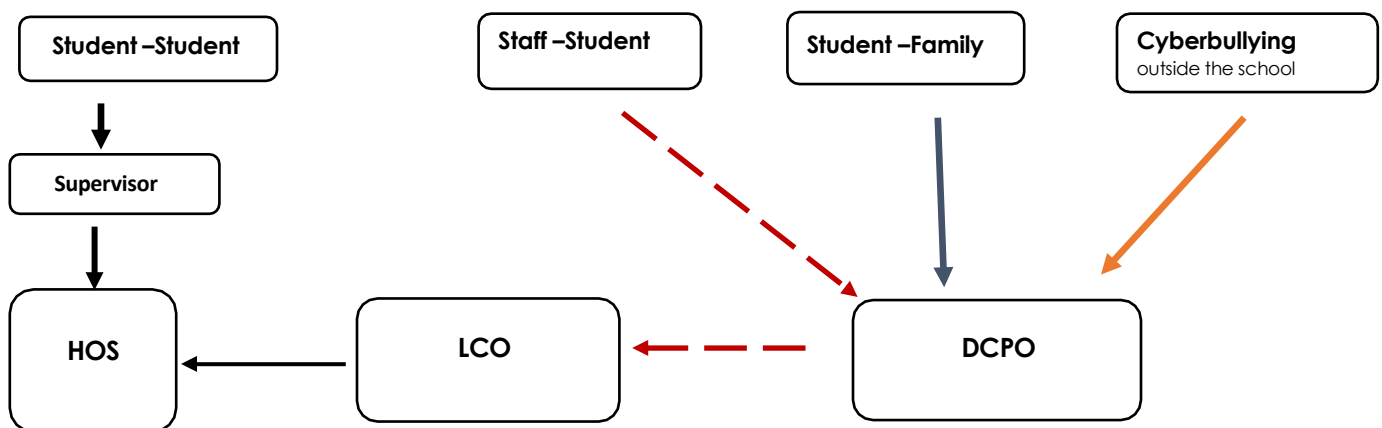 Student –Student
Staff –Student
Student –Family
Cyberbullying
outside the school
Supervisor
HOS
LCO
DCPO